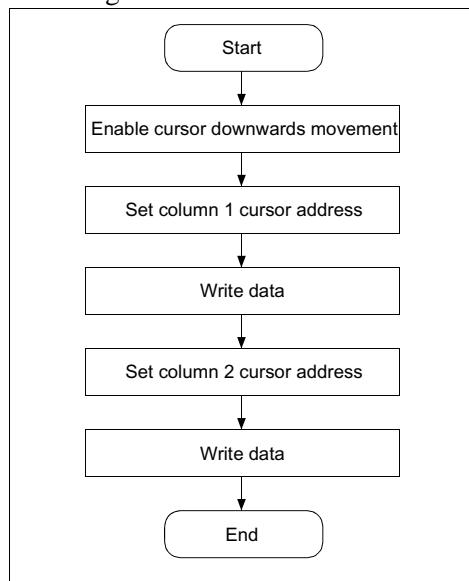 Start
Enable cursor downwards movement
Set column 1 cursor address
Write data
Set column 2 cursor address
Write data
End